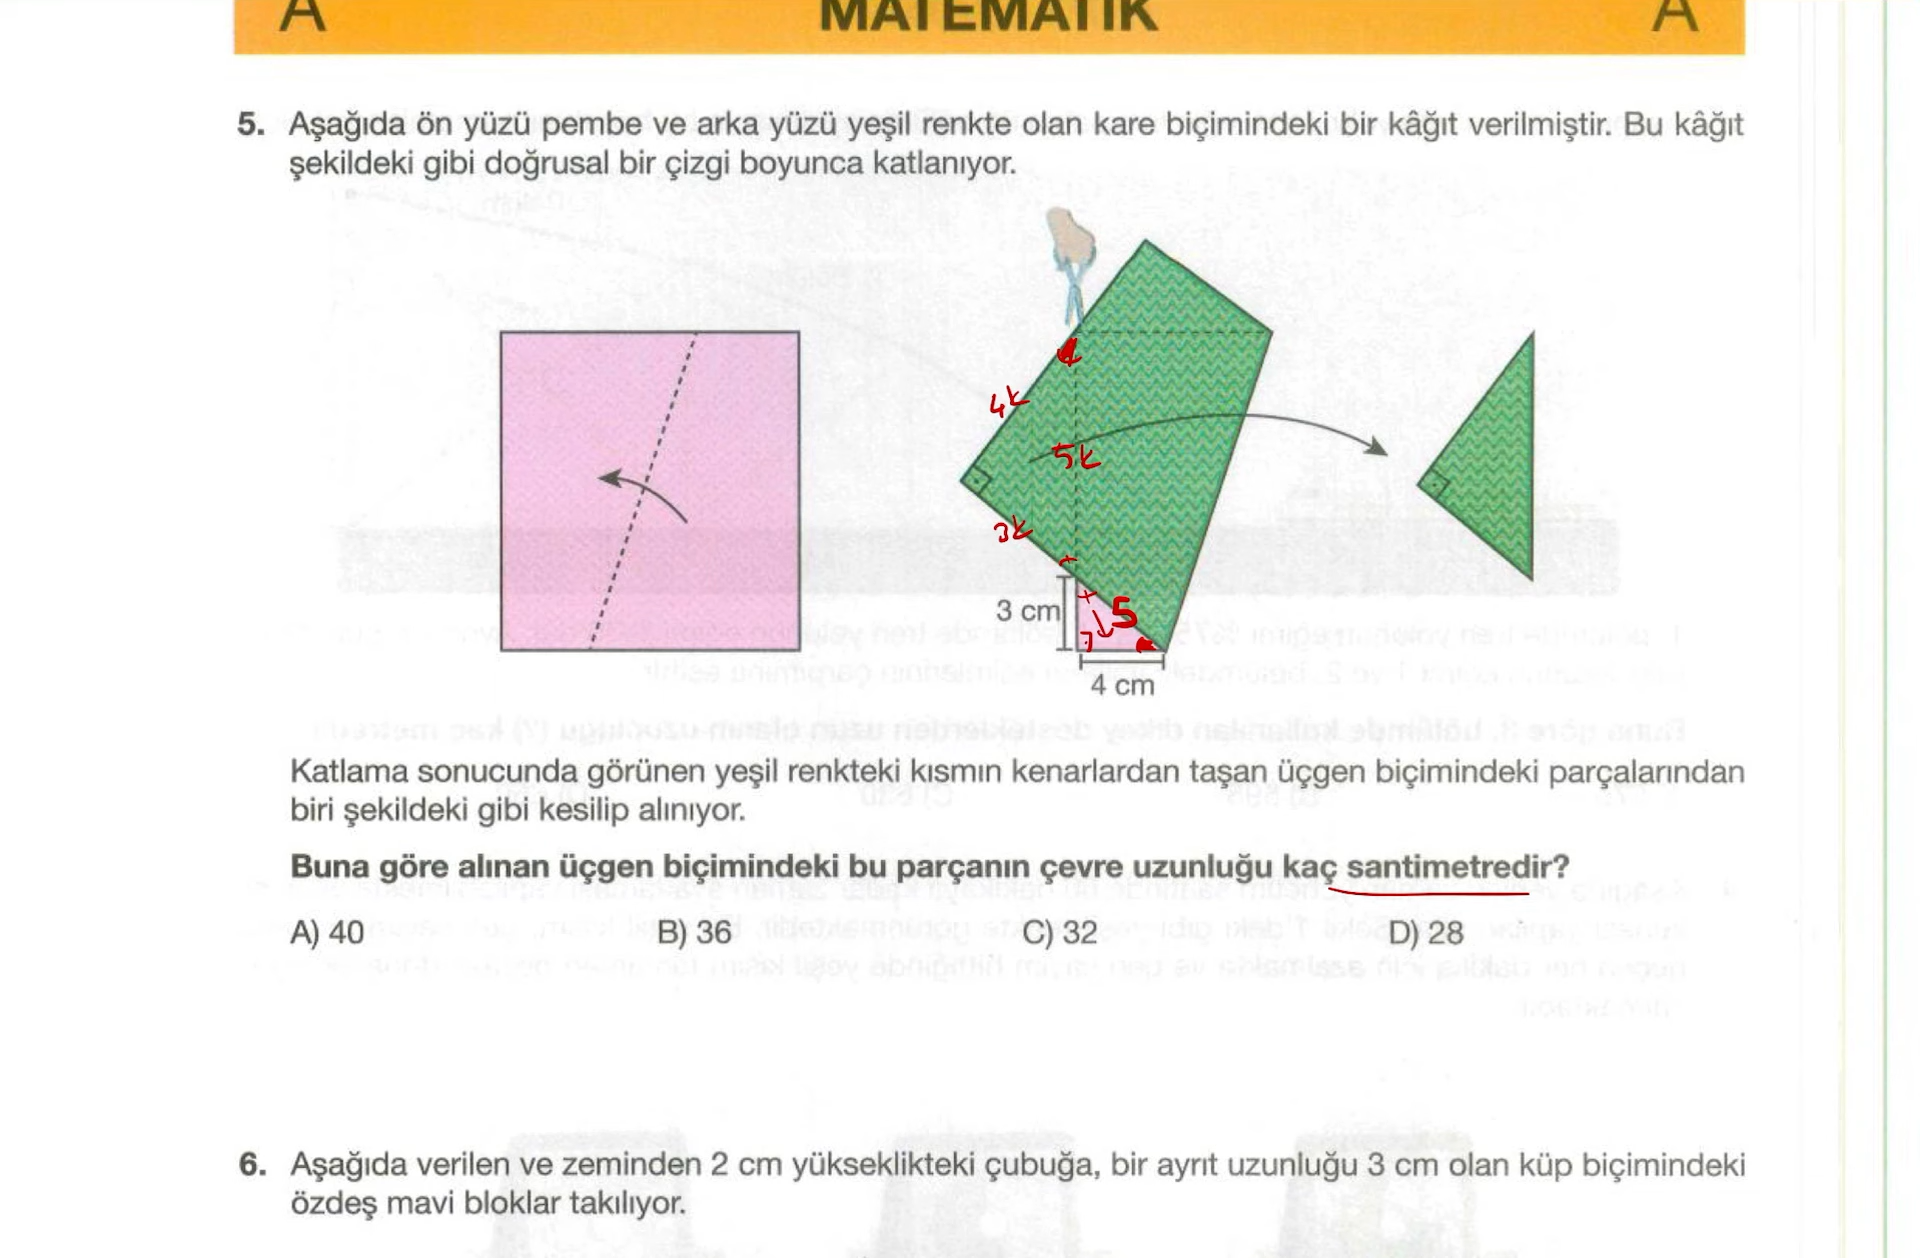 A MATEMATİK A
5. Aşağıda ön yüzü pembe ve arka yüzü yeşil renkte olan kare biçimindeki bir kâğıt verilmiştir. Bu kâğıt
şekildeki gibi doğrusal bir çizgi boyunca katlanıyor.
4k
5k
3k
3 cm
5
4 cm
Katlama sonucunda görünen yeşil renkteki kısmın kenarlardan taşan üçgen biçimindeki parçalarından
biri şekildeki gibi kesilip alınıyor.
Buna göre alınan üçgen biçimindeki bu parçanın çevre uzunluğu kaç santimetredir?
A) 40 B) 36 C) 32 D) 28
6. Aşağıda verilen ve zeminden 2 cm yükseklikteki çubuğa, bir ayrıt uzunluğu 3 cm olan küp biçimindeki
özdeş mavi bloklar takılıyor.